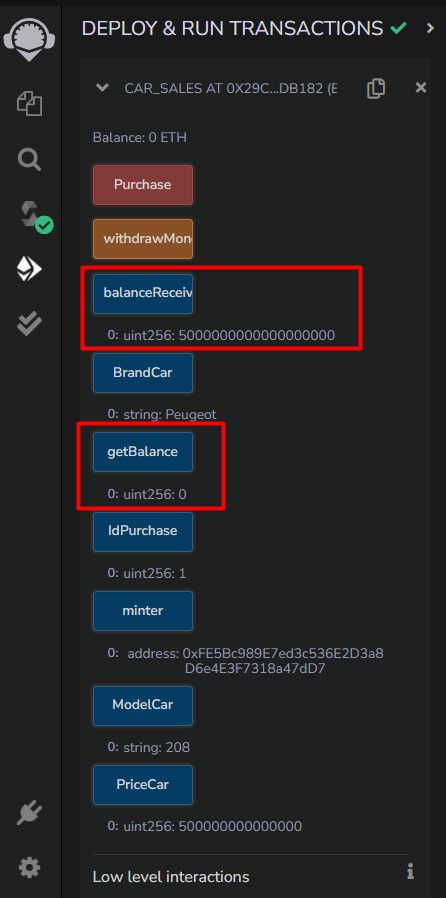 DEPLOY & RUN TRANSACTIONS
CAR_SALES AT 0X29C...DB182 (E
Balance: 0 ETH
Purchase
withdrawMon
balanceReceiv
0: uint256: 5000000000000000000
BrandCar
0: string: Peugeot
getBalance
0: uint256: 0
IdPurchase
0: uint256: 1
minter
0: address: 0xFE5Bc989E7ed3c536E2D3a8
D6e4E3F7318a47dD7
ModelCar
0: string: 208
PriceCar
0: uint256: 500000000000000
Low level interactions